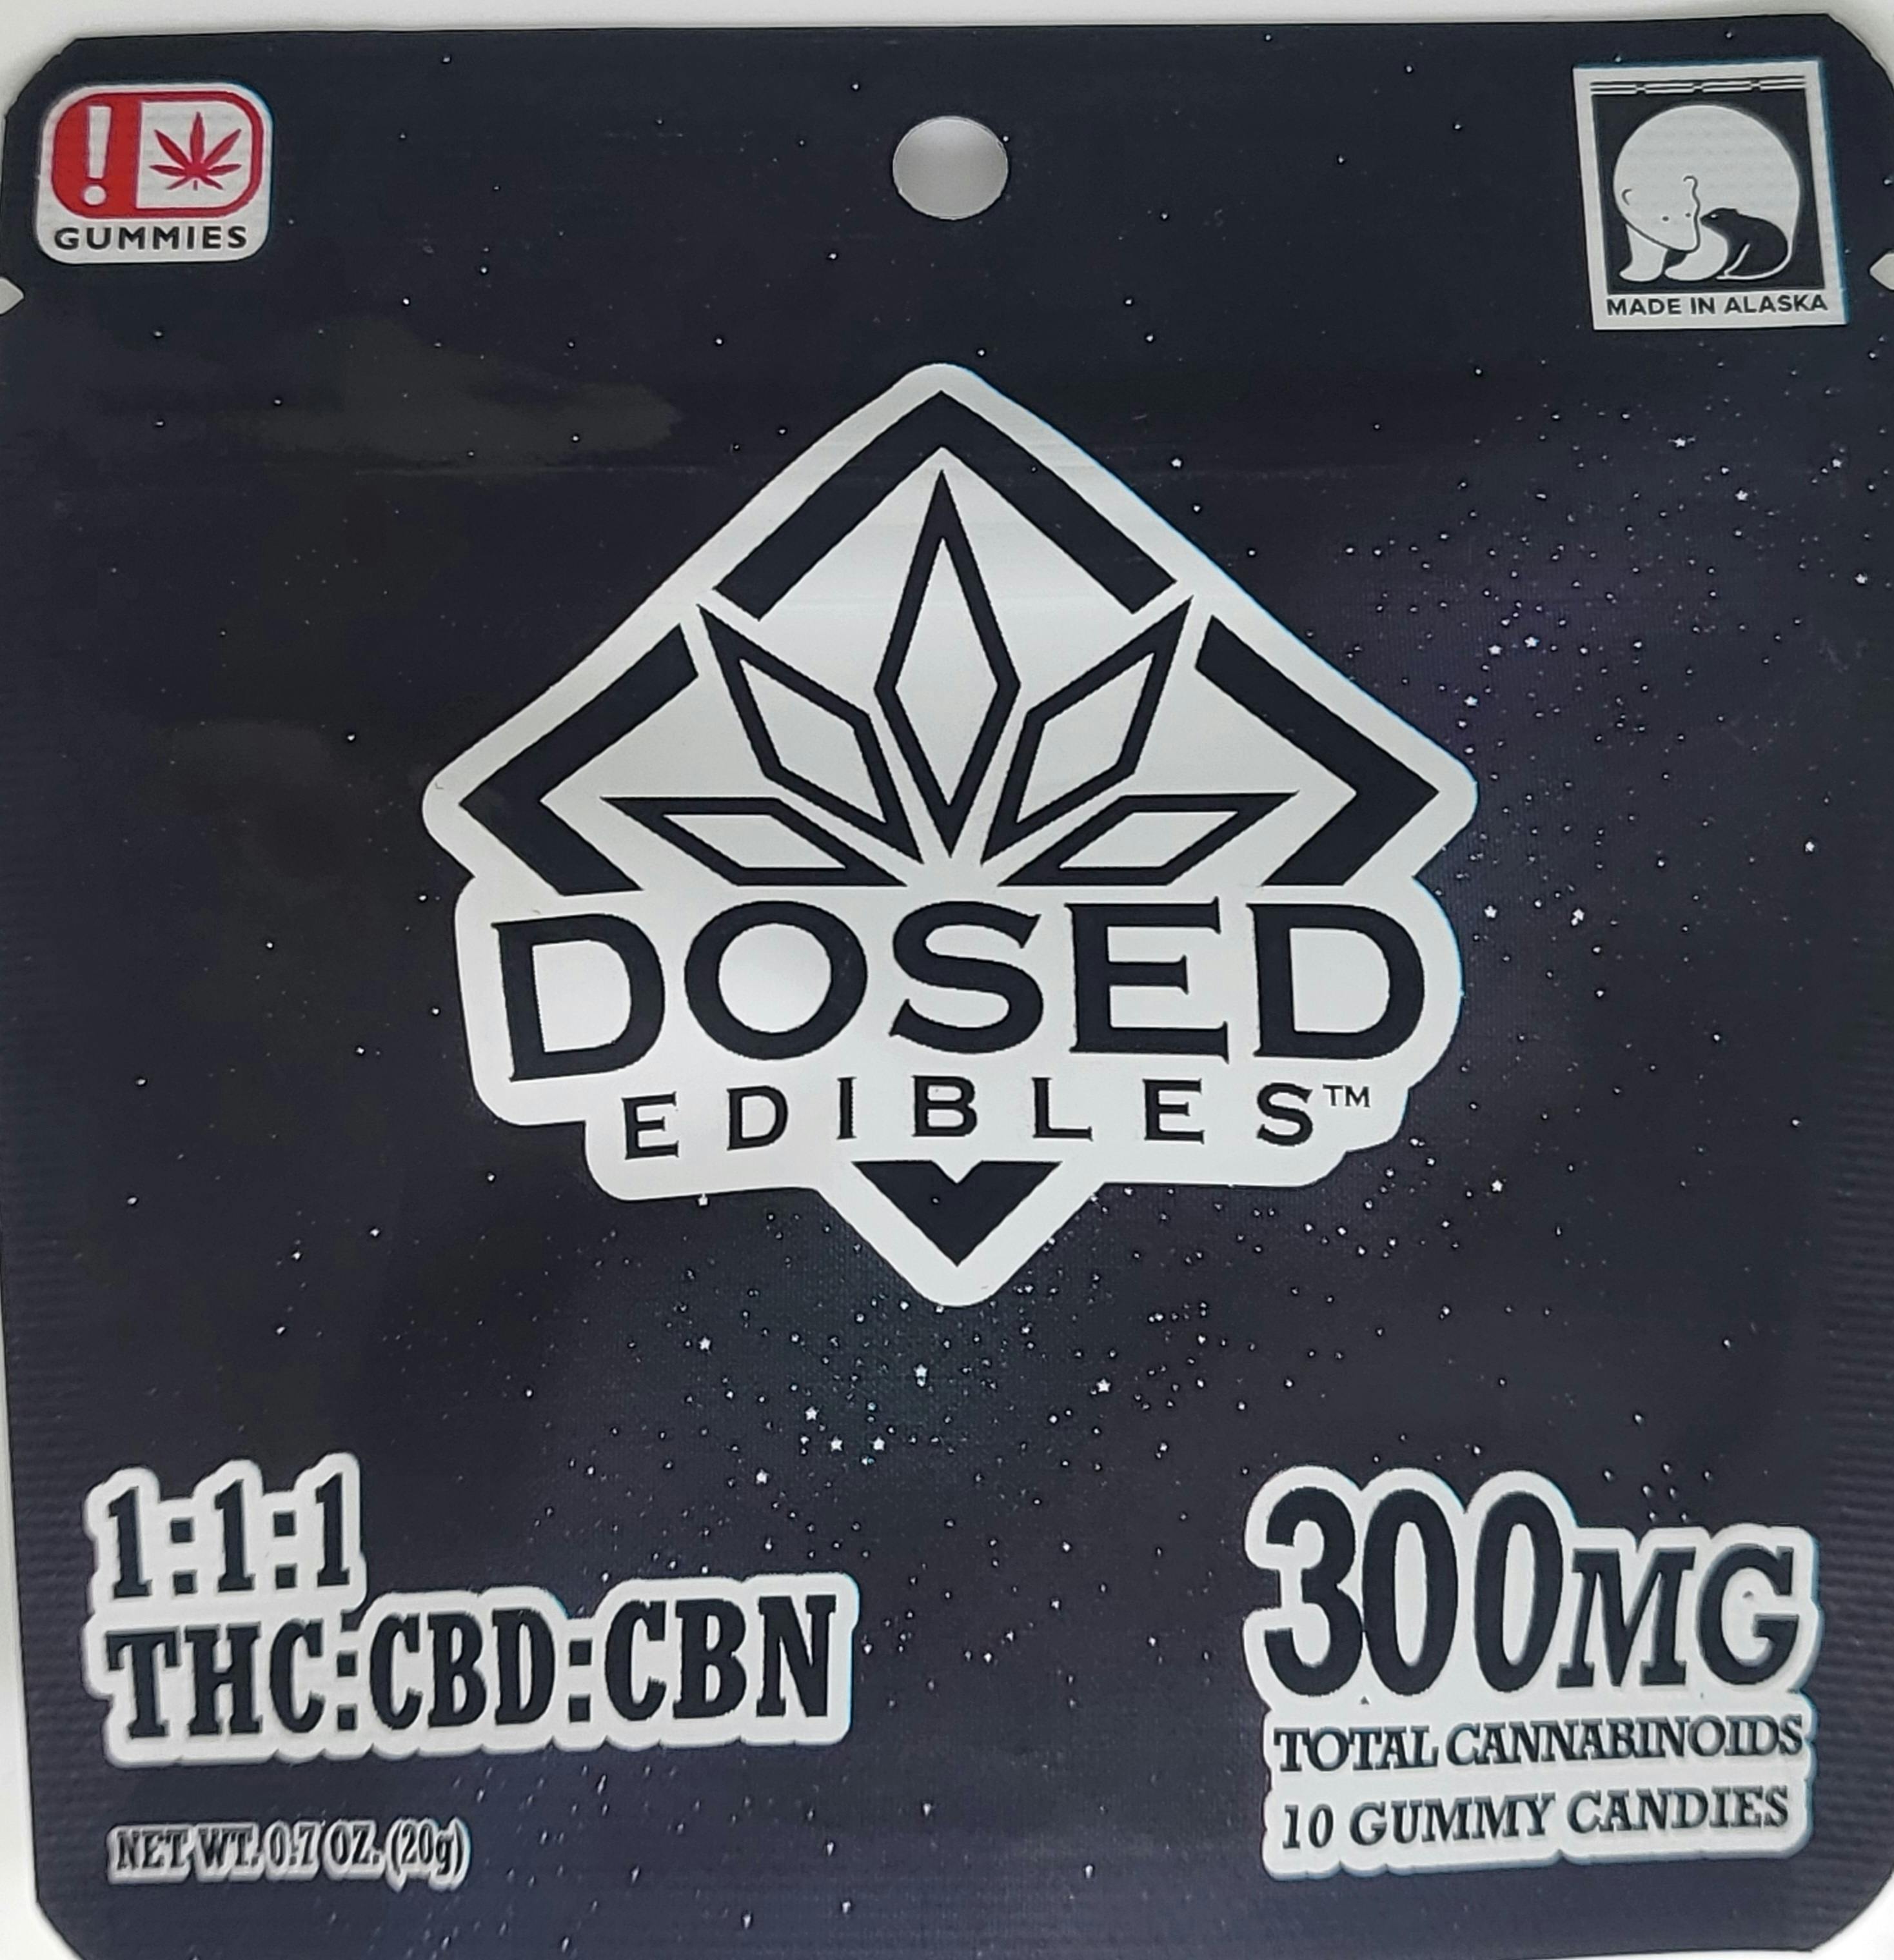 GUMMIES
MADE IN ALASKA
DOSED
EDIBLES™
1:1:1
THC:CBD:CBN
NET WT. 0.7 OZ. (20g)
300MG
TOTAL CANNABINOIDS
10 GUMMY CANDIES